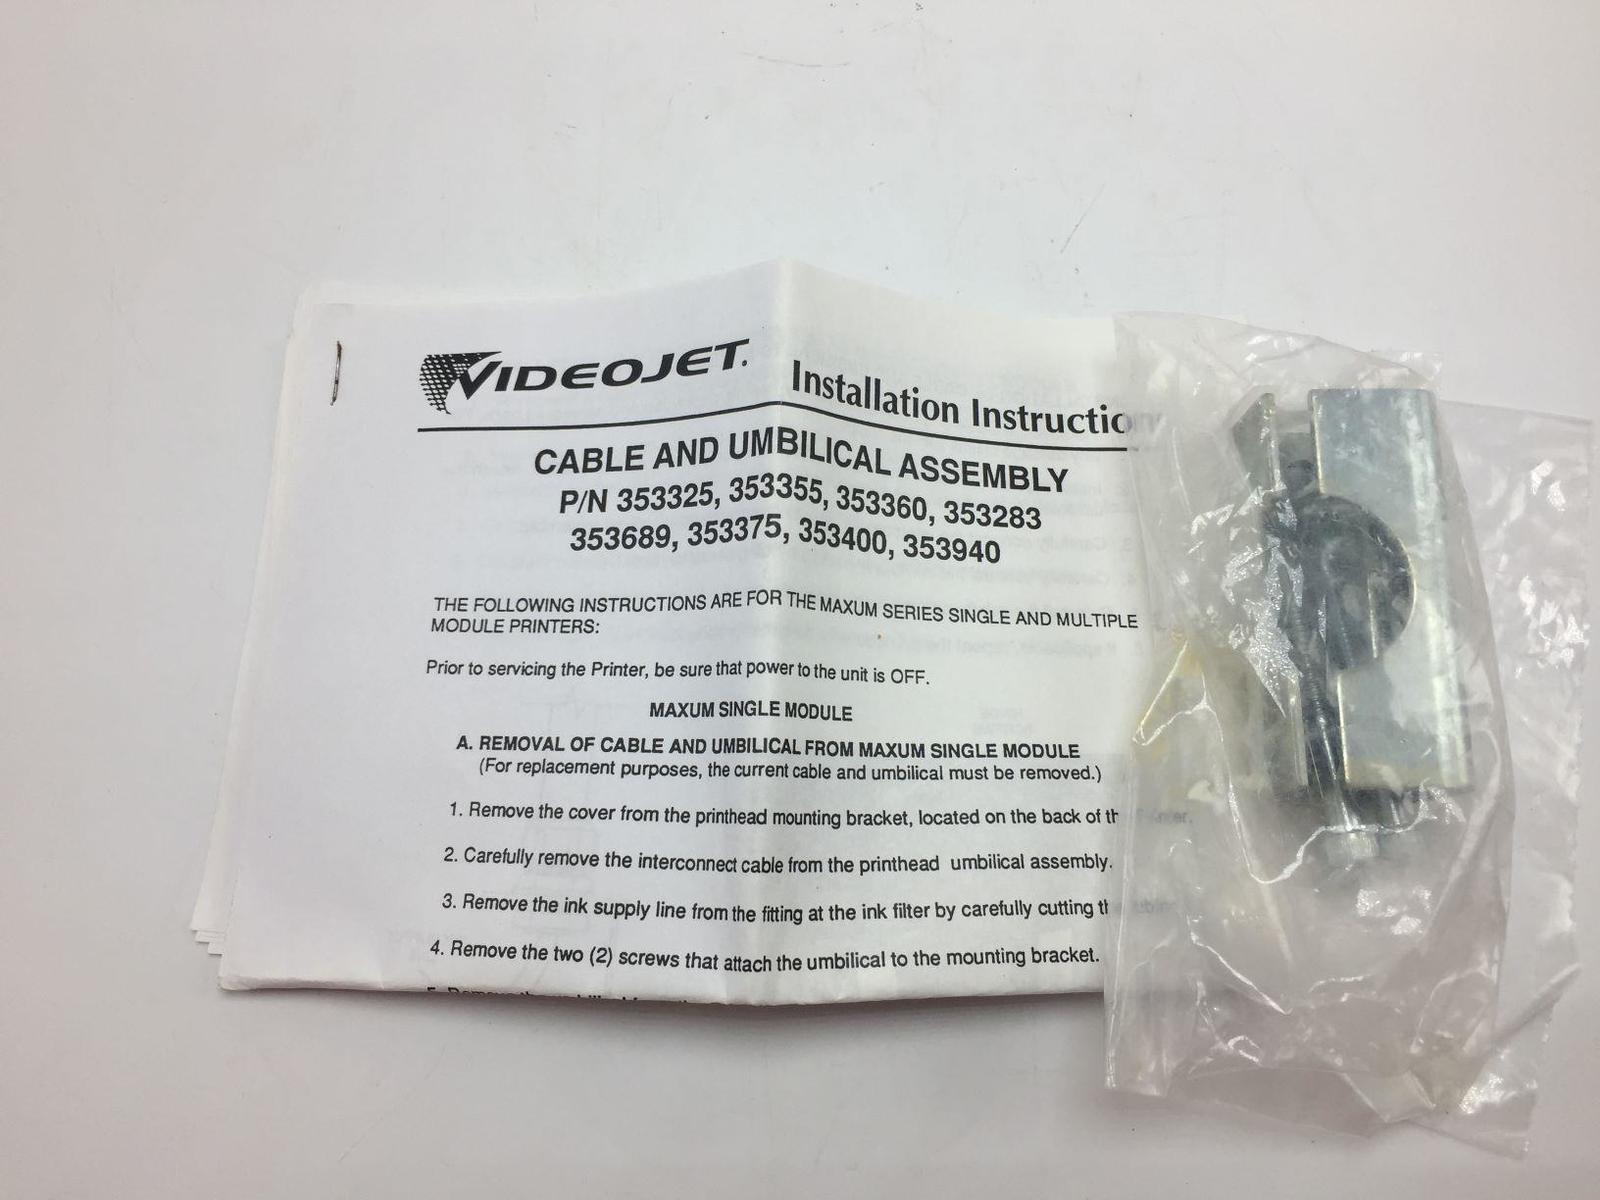 VIDEOJET. Installation Instruction
CABLE AND UMBILICAL ASSEMBLY
P/N 353325, 353355, 353360, 353283
353689, 353375, 353400, 353940
THE FOLLOWING INSTRUCTIONS ARE FOR THE MAXUM SERIES SINGLE AND MULTIPLE
MODULE PRINTERS:
Prior to servicing the Printer, be sure that power to the unit is OFF.
MAXUM SINGLE MODULE
A. REMOVAL OF CABLE AND UMBILICAL FROM MAXUM SINGLE MODULE
(For replacement purposes, the current cable and umbilical must be removed.)
1. Remove the cover from the printhead mounting bracket, located on the back of th
2. Carefully remove the interconnect cable from the printhead umbilical assembly.
3. Remove the ink supply line from the fitting at the ink filter by carefully cutting th
4. Remove the two (2) screws that attach the umbilical to the mounting bracket.